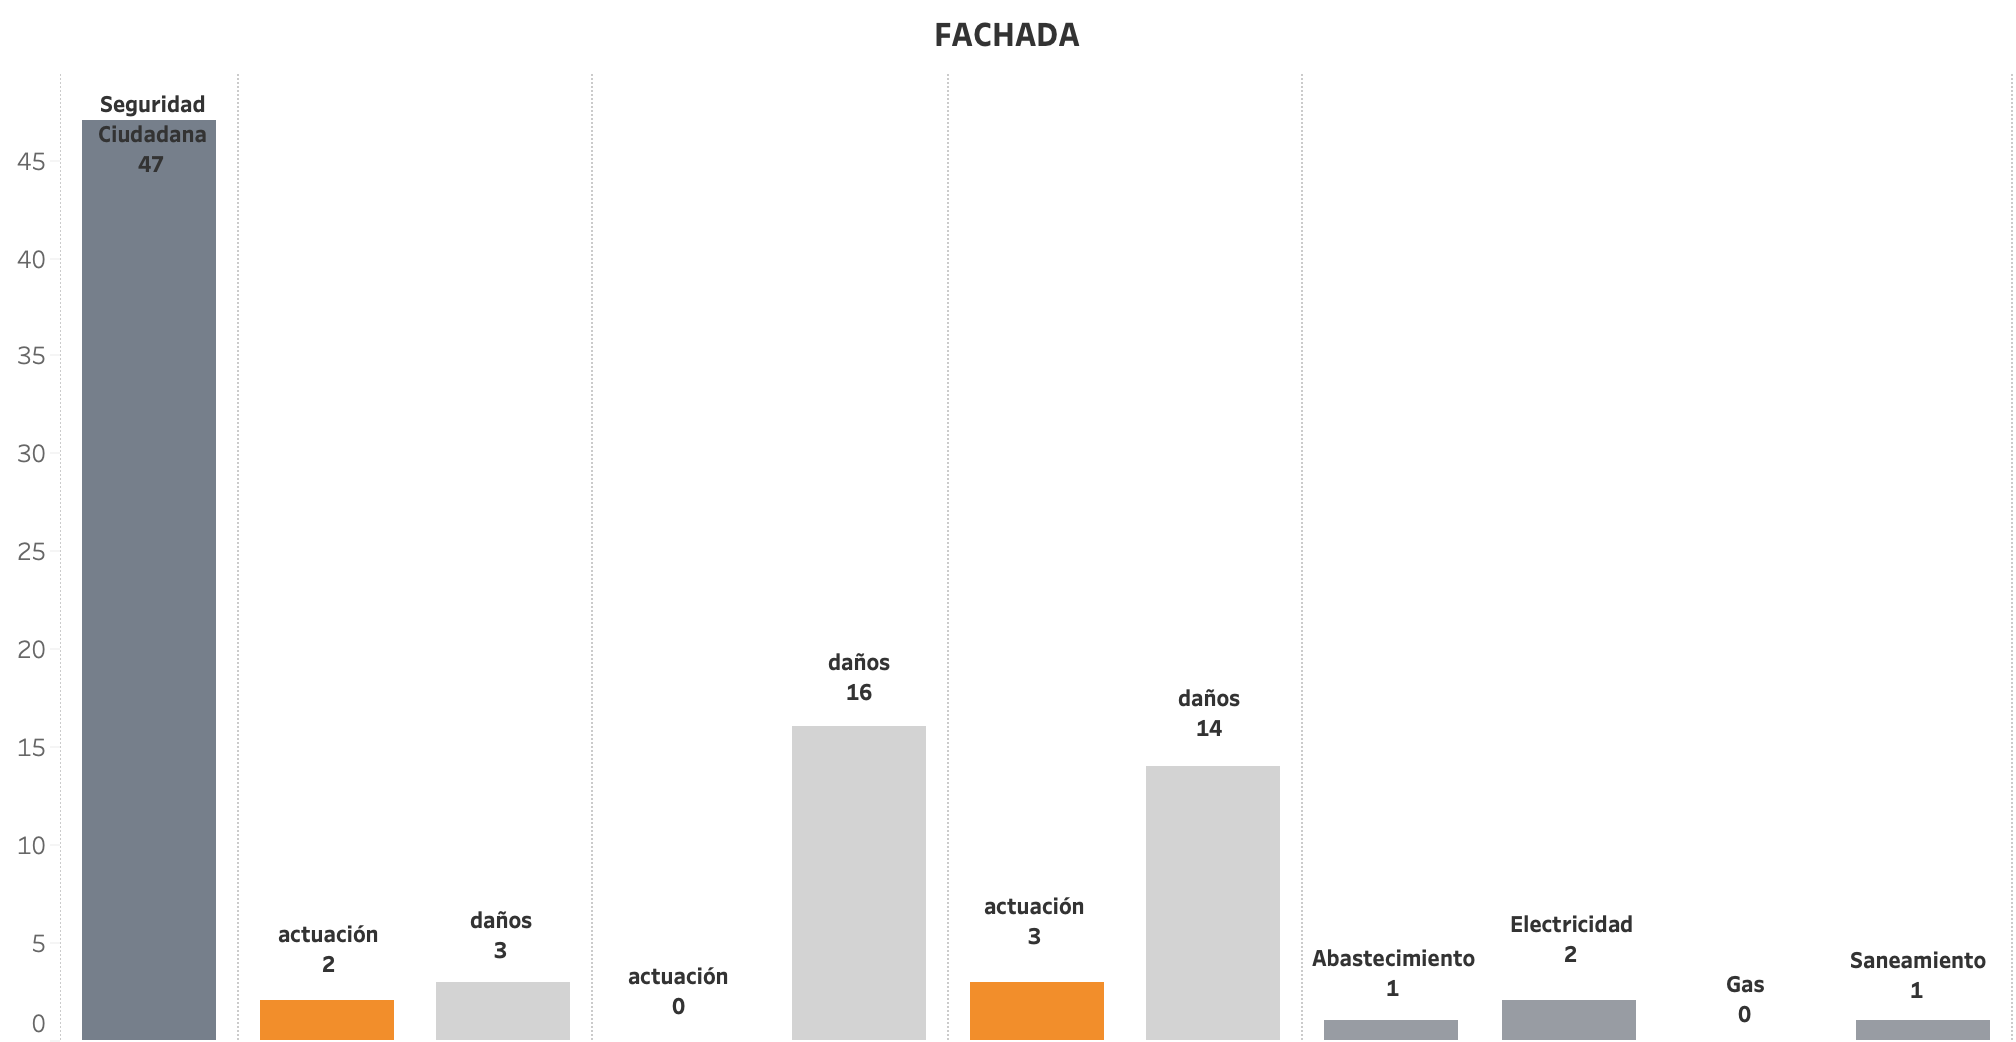 FACHADA
45
40
35
30
25
20
15
10
5
0
Seguridad
Ciudadana
47
actuación
2
daños
3
actuación
0
daños
16
actuación
3
daños
14
Abastecimiento
1
Electricidad
2
Gas
0
Saneamiento
1